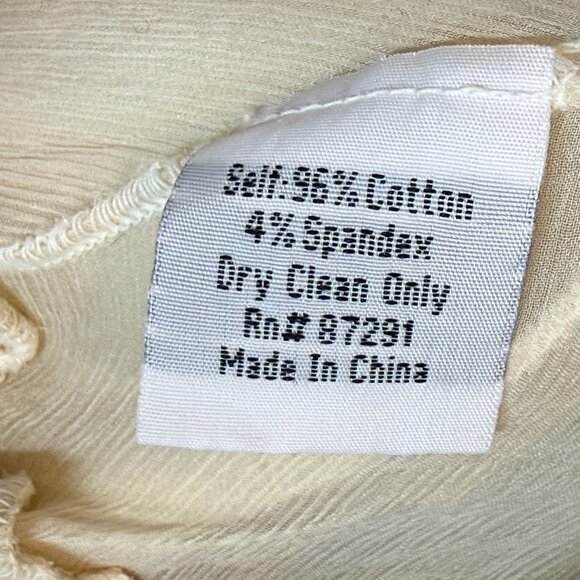 Self:96% Cotton
4% Spandex
Dry Clean Only
Rn# 87291
Made In China